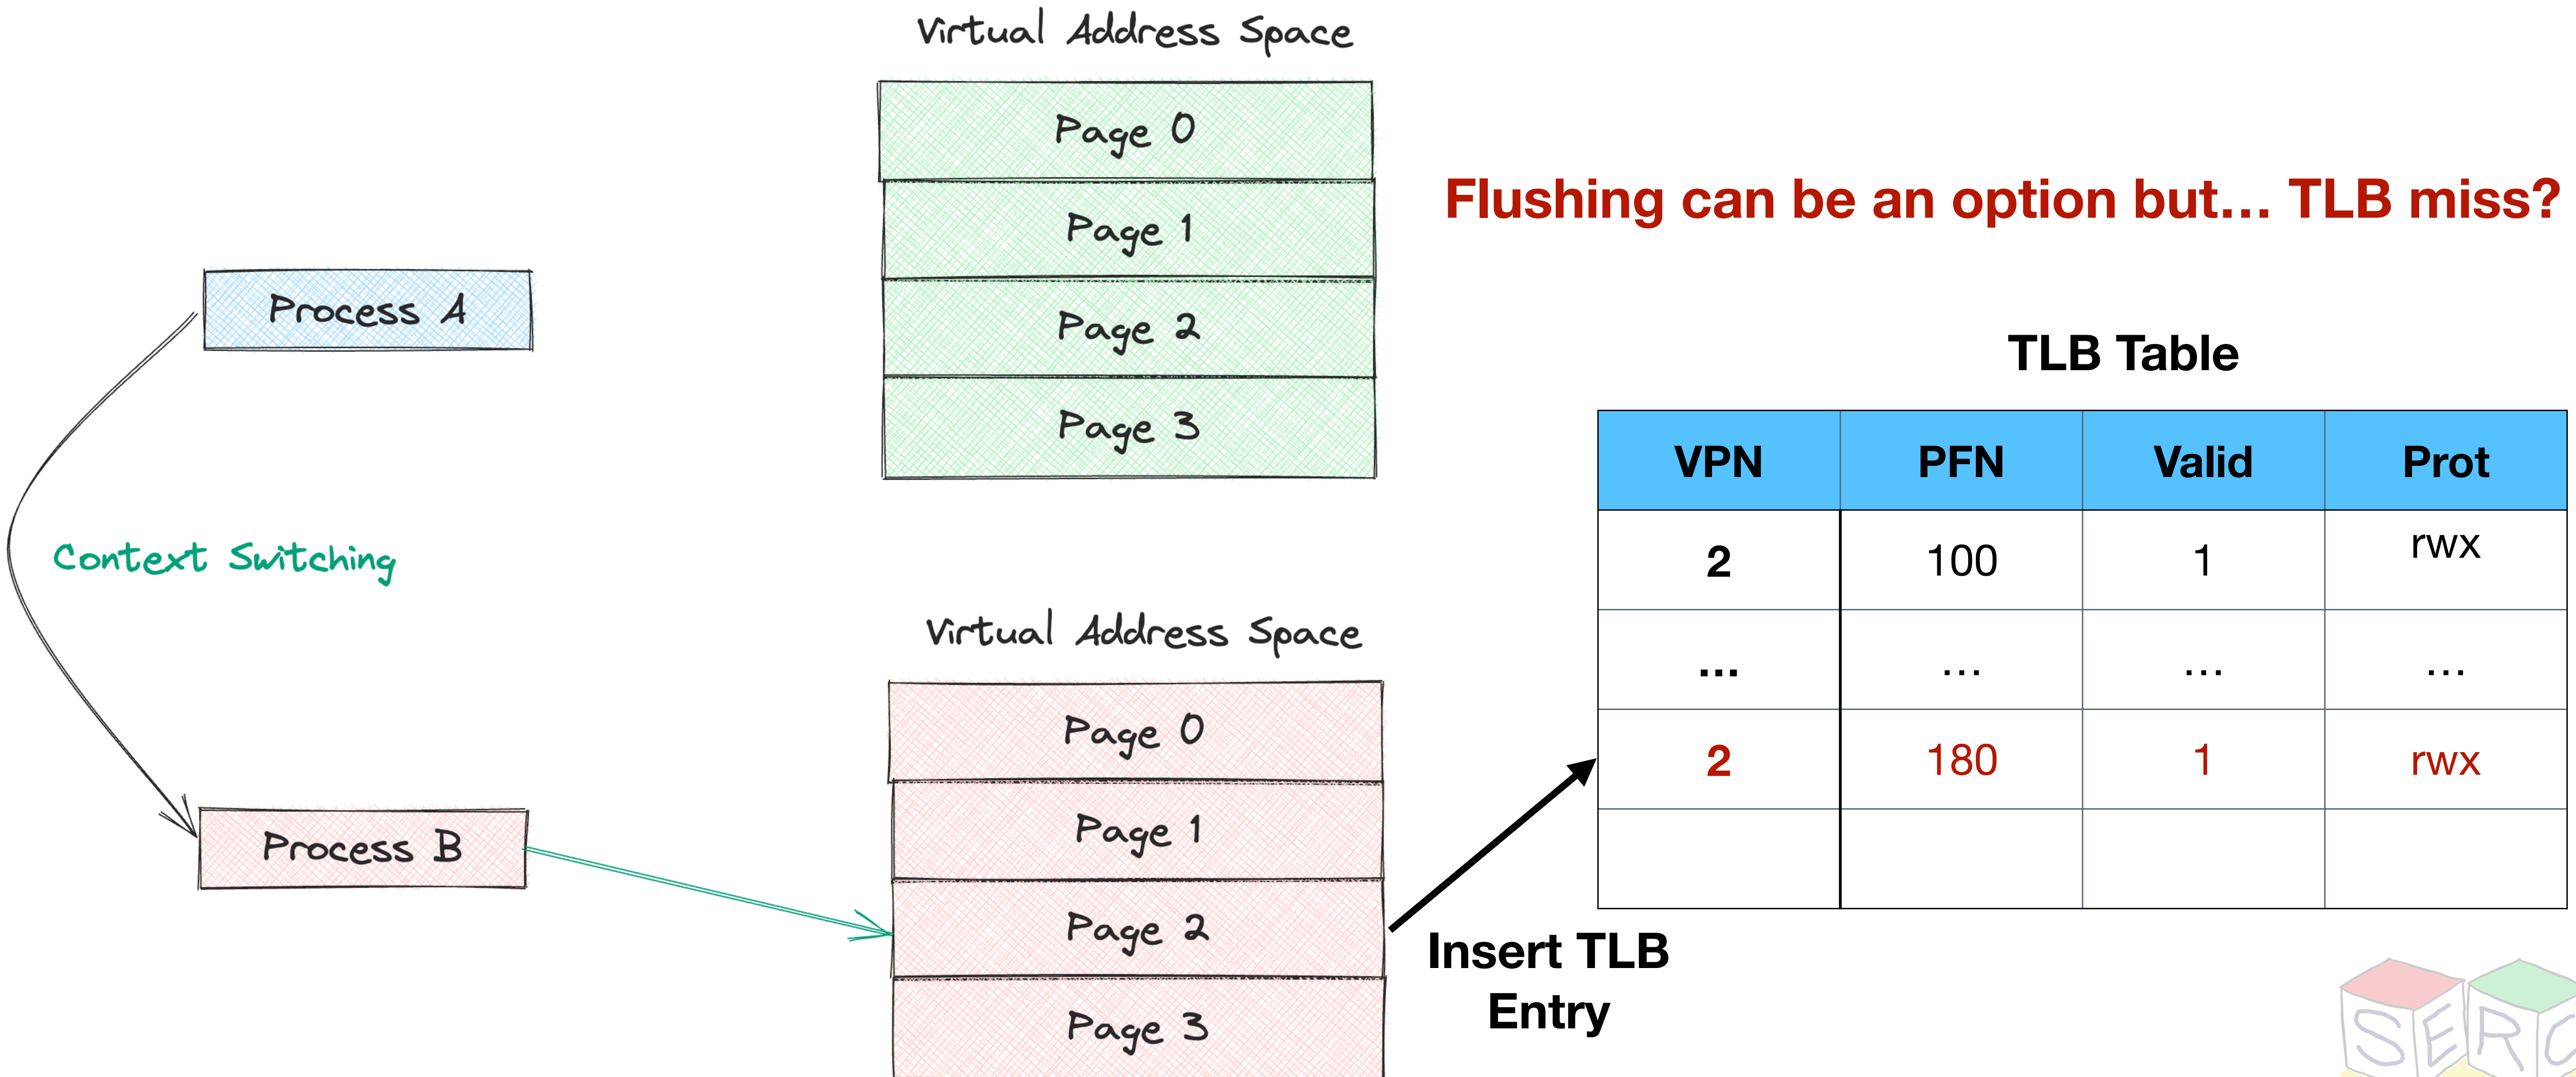 Virtual Address Space
Page 0
Page 1
Page 2
Page 3
Flushing can be an option but... TLB miss?
Process A
Context Switching
Process B
Virtual Address Space
Page 0
Page 1
Page 2
Page 3
Insert TLB
Entry
TLB Table
VPN PFN Valid Prot
2 100 1 rwx
... ... ... ...
2 180 1 rwx
SERC